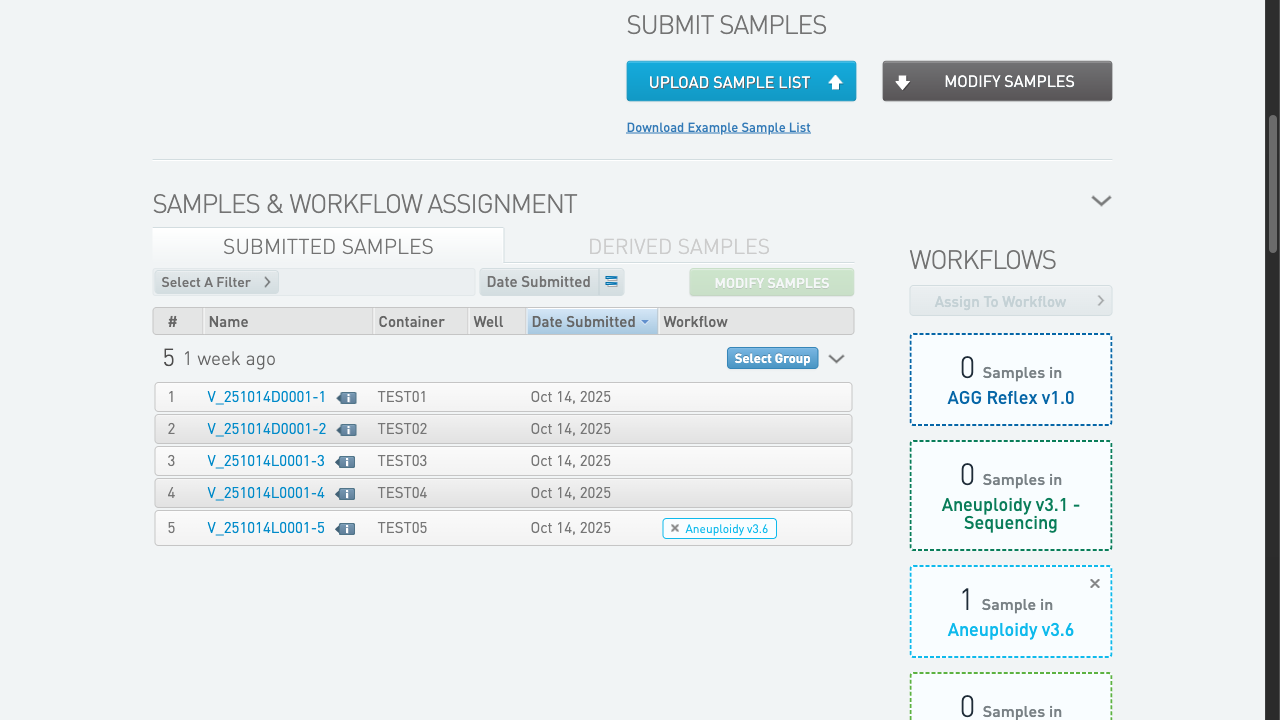 SUBMIT SAMPLES
UPLOAD SAMPLE LIST
MODIFY SAMPLES
Download Example Sample List
SAMPLES & WORKFLOW ASSIGNMENT
SUBMITTED SAMPLES
DERIVED SAMPLES
Select A Filter
Date Submitted
MODIFY SAMPLES
# Name Container Well Date Submitted Workflow
5 1 week ago
Select Group
1 V_251014D0001-1 TEST01 Oct 14, 2025
2 V_251014D0001-2 TEST02 Oct 14, 2025
3 V_251014L0001-3 TEST03 Oct 14, 2025
4 V_251014L0001-4 TEST04 Oct 14, 2025
5 V_251014L0001-5 TEST05 Oct 14, 2025 Aneuploidy v3.6
WORKFLOWS
Assign To Workflow
0 Samples in
AGG Reflex v1.0
0 Samples in
Aneuploidy v3.1 -
Sequencing
1 Sample in
Aneuploidy v3.6
0 Samples in